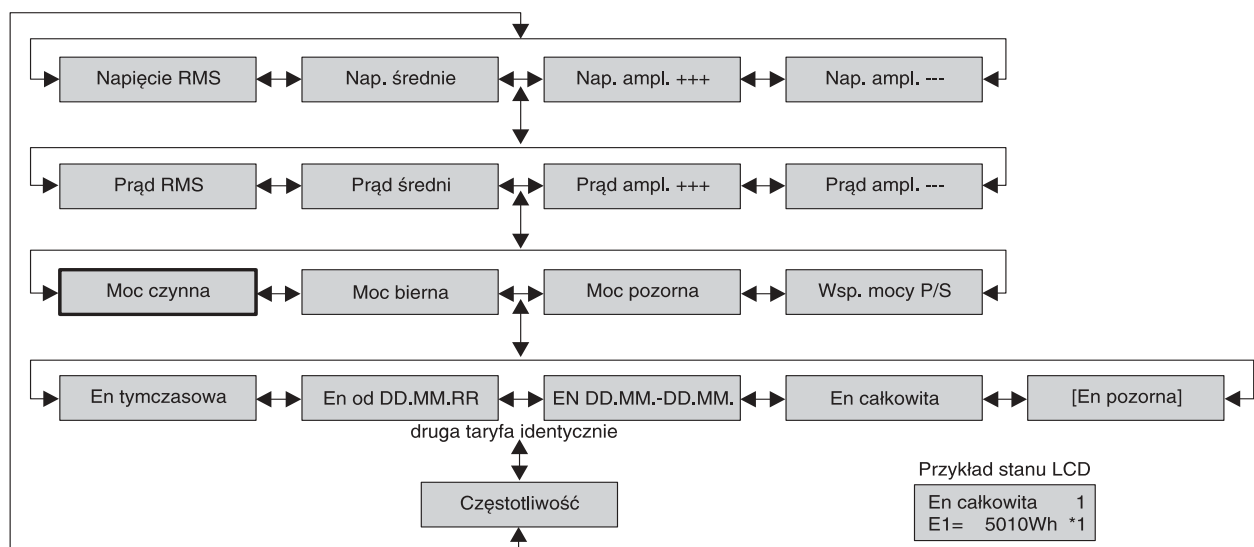 Napięcie RMS
Nap. średnie
Nap. ampl. +++
Nap. ampl. ---
Prąd RMS
Prąd średni
Prąd ampl. +++
Prąd ampl. ---
Moc czynna
Moc bierna
Moc pozorna
Wsp. mocy P/S
En tymczasowa
En od DD.MM.RR
EN DD.MM.-DD.MM.
En całkowita
[En pozorna]
druga taryfa identycznie
Częstotliwość
Przykład stanu LCD
En całkowita 1
E1= 5010Wh *1